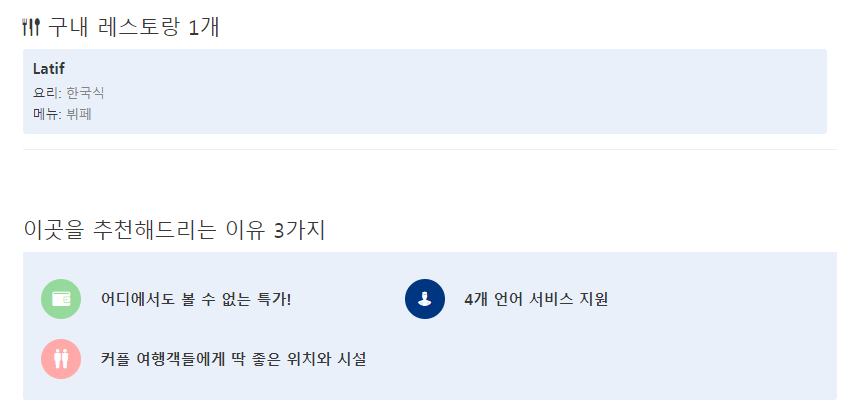 구내 레스토랑 1개
Latif
요리: 한국식
메뉴: 뷔페
이곳을 추천해드리는 이유 3가지
어디에서도 볼 수 없는 특가!
4개 언어 서비스 지원
커플 여행객들에게 딱 좋은 위치와 시설